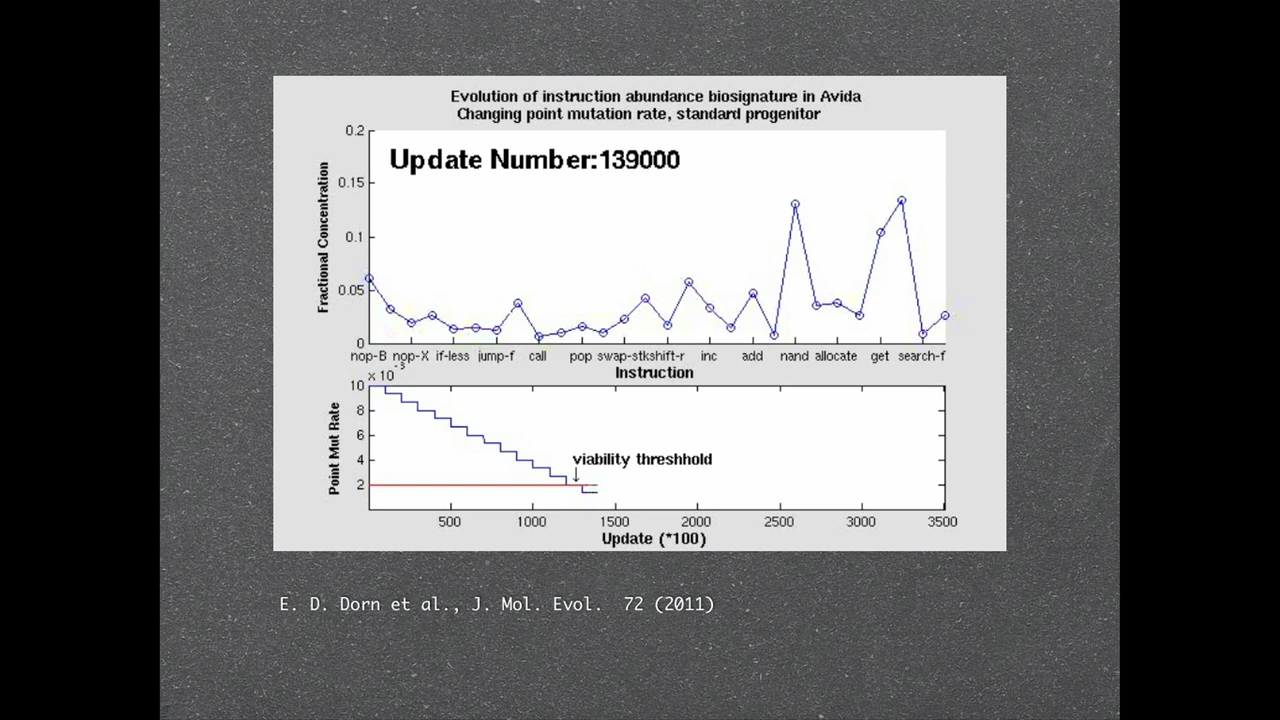 Evolution of instruction abundance biosignature in Avida
Changing point mutation rate, standard progenitor
Update Number:139000
Fractional Concentration
0.2
0.15
0.1
0.05
0
nop-B nop-X if-less jump-f call pop swap-stk shift-r inc add nand allocate get search-f
Instruction
x 10^-3
Point Mut Rate
10
8
6
4
2
viability threshhold
500 1000 1500 2000 2500 3000 3500
Update (*100)
E. D. Dorn et al., J. Mol. Evol. 72 (2011)